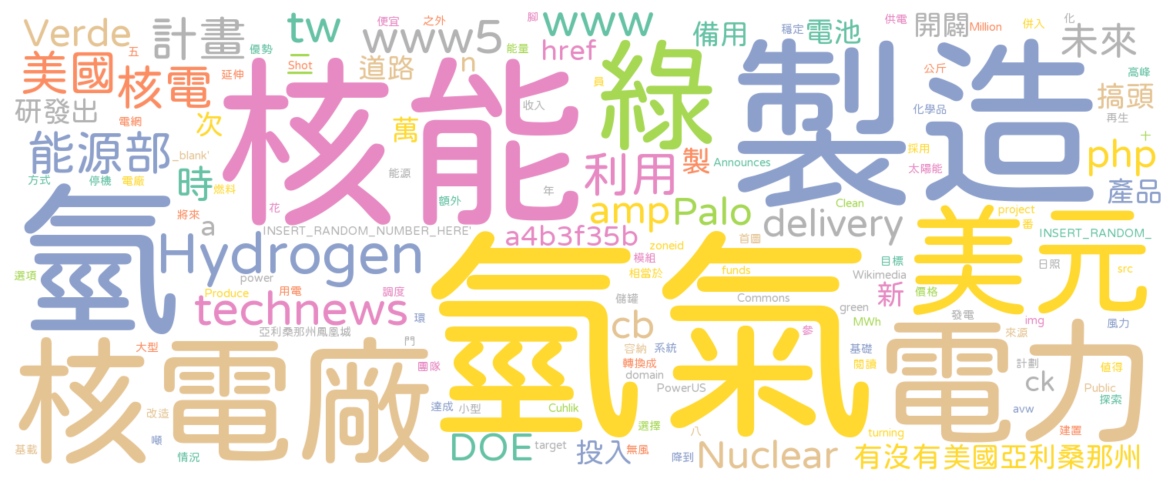 Verde 計畫 tw www5 www 備用 電池 開闢 未來
便宜 之外 腳 供電 Million 併入 化
五 優勢 能量 穩定
美國 核電 延伸 Shot 道路 n href
研發出 次 萬 電網 收入 員 公斤 高峰 搞頭
核能 綠 製造 化學品 再生 十
能源部 _blank' 時 能源 利用 製 Announces 採用 php
方式 停機 電廠 燃料 額外 年 太陽能 Clean 產品
氫 將來 花 amp Palo delivery project 番
a INSERT_RANDOM_NUMBER_HERE' a4b3f35b zoneid 首圖 INSERT_RANDOM_
Hydrogen 模組 目標 日照 美元
選項 power 相當於 funds Wikimedia src
Produce 用電 調度 儲罐 Commons 新 價格 img
technews 環 cb green MWh 發電 來源 風力
亞利桑那州鳳凰城 氫氣 電力
核電廠 大型 門 容納 系統 參 基礎 計劃 值得
團隊 轉換成 domain 閱讀 ck Public
PowerUS 探索
改造 達成 小型 Cuhlik 選擇 八 avw
基載 噸 情況 DOE target 投入 無風 降到 turning 建置
Nuclear 有沒有 美國亞利桑那州